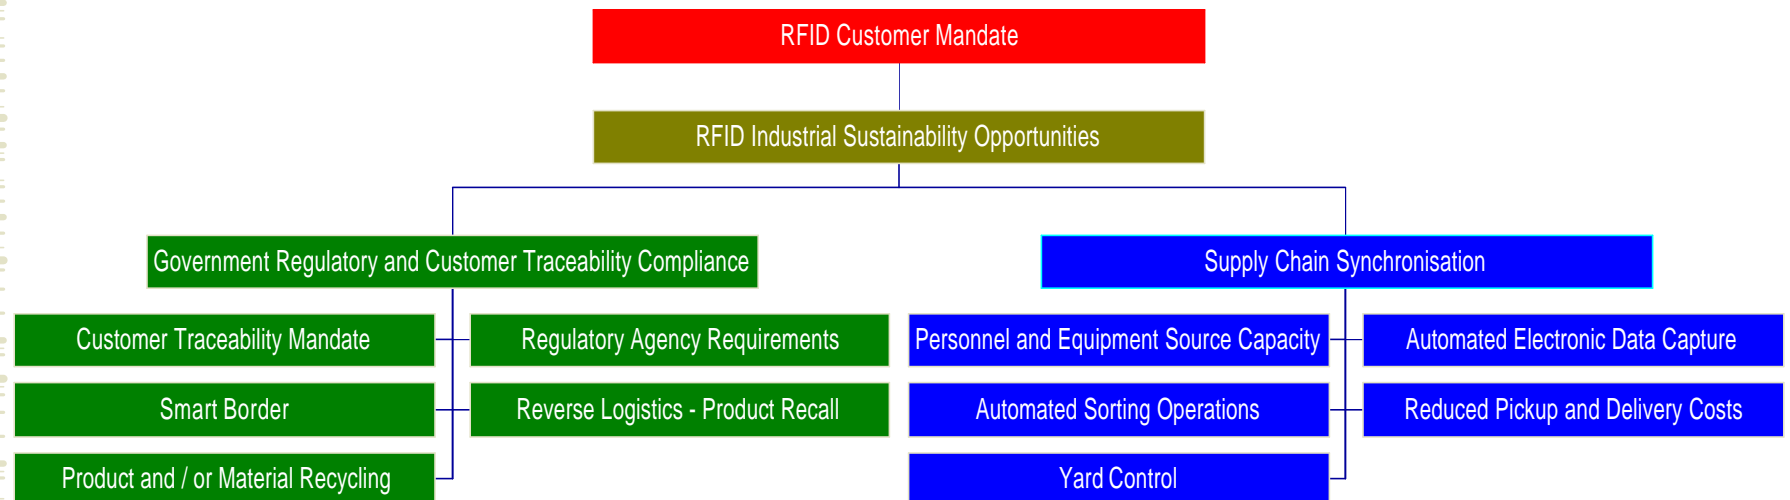 RFID Customer Mandate
RFID Industrial Sustainability Opportunities
Government Regulatory and Customer Traceability Compliance
Supply Chain Synchronisation
Customer Traceability Mandate
Regulatory Agency Requirements
Personnel and Equipment Source Capacity
Automated Electronic Data Capture
Smart Border
Reverse Logistics - Product Recall
Automated Sorting Operations
Reduced Pickup and Delivery Costs
Product and / or Material Recycling
Yard Control